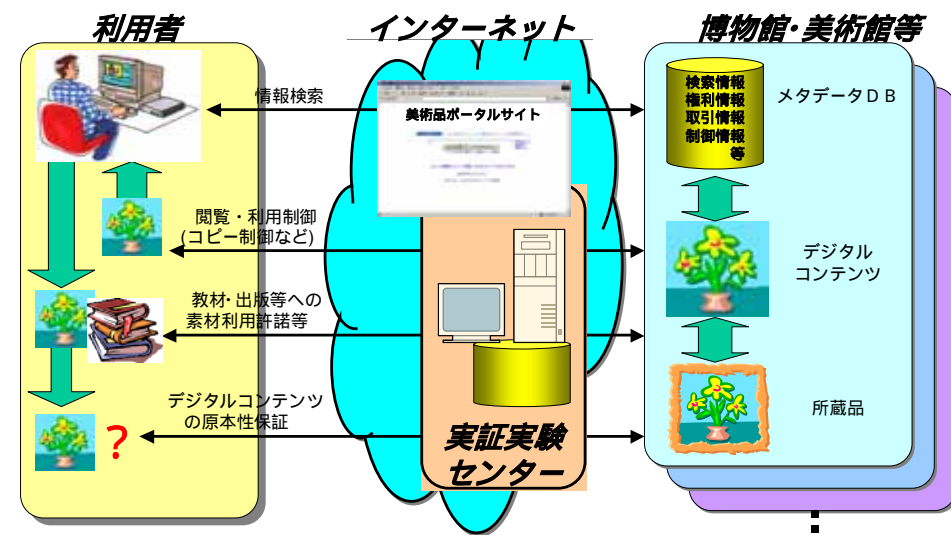 利用者
インターネット
博物館・美術館等
情報検索
美術品ポータルサイト
検索情報
権利情報
取引情報
制御情報
等
メタデータＤＢ
閲覧・利用制御
(コピー制御など)
デジタル
コンテンツ
教材・出版等への
素材利用許諾等
デジタルコンテンツ
の原本性保証
?
所蔵品
実証実験
センター